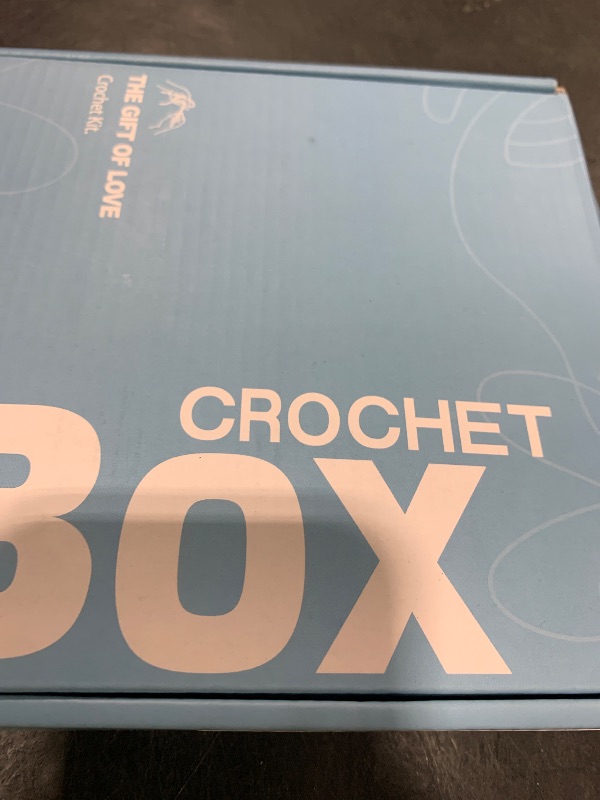 THE GIFT OF LOVE
Crochet Kit.
CROCHET
BOX